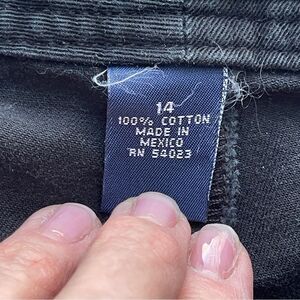 14
100% COTTON
MADE IN
MEXICO
RN 54023